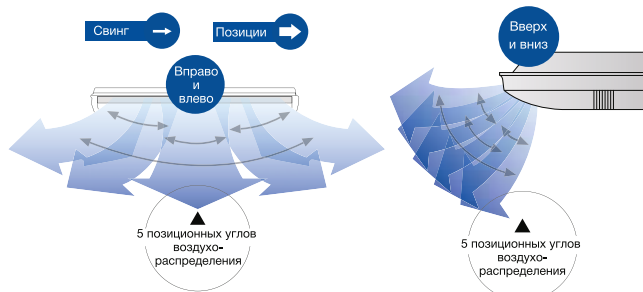 Свинг
Позиции
Вправо
и
влево
Вверх
и вниз
5 позиционных углов
воздухо-
распределения
5 позиционных углов
воздухо-
распределения